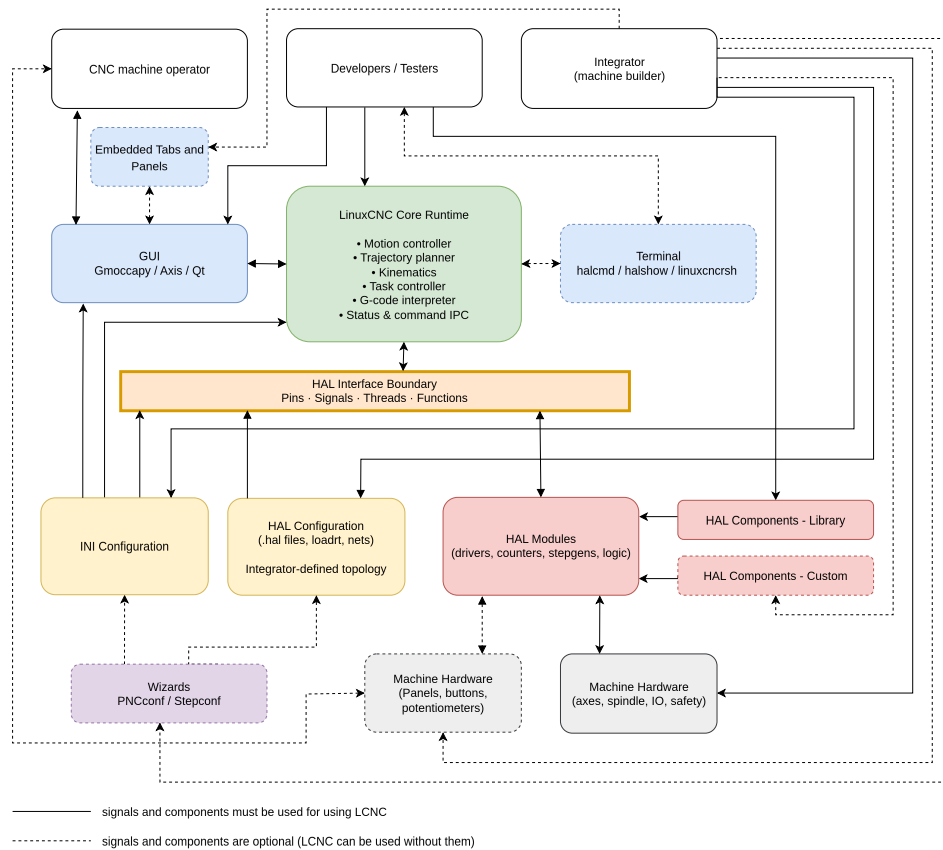 CNC machine operator
Developers / Testers
Integrator
(machine builder)
Embedded Tabs and
Panels
GUI
Gmoccapy / Axis / Qt
LinuxCNC Core Runtime
• Motion controller
• Trajectory planner
• Kinematics
• Task controller
• G-code interpreter
• Status & command IPC
Terminal
halcmd / halshow / linuxcncrsh
HAL Interface Boundary
Pins · Signals · Threads · Functions
INI Configuration
HAL Configuration
(.hal files, loadrt, nets)
Integrator-defined topology
HAL Modules
(drivers, counters, stepgens, logic)
HAL Components - Library
HAL Components - Custom
Wizards
PNCconf / Stepconf
Machine Hardware
(Panels, buttons,
potentiometers)
Machine Hardware
(axes, spindle, IO, safety)
signals and components must be used for using LCNC
signals and components are optional (LCNC can be used without them)